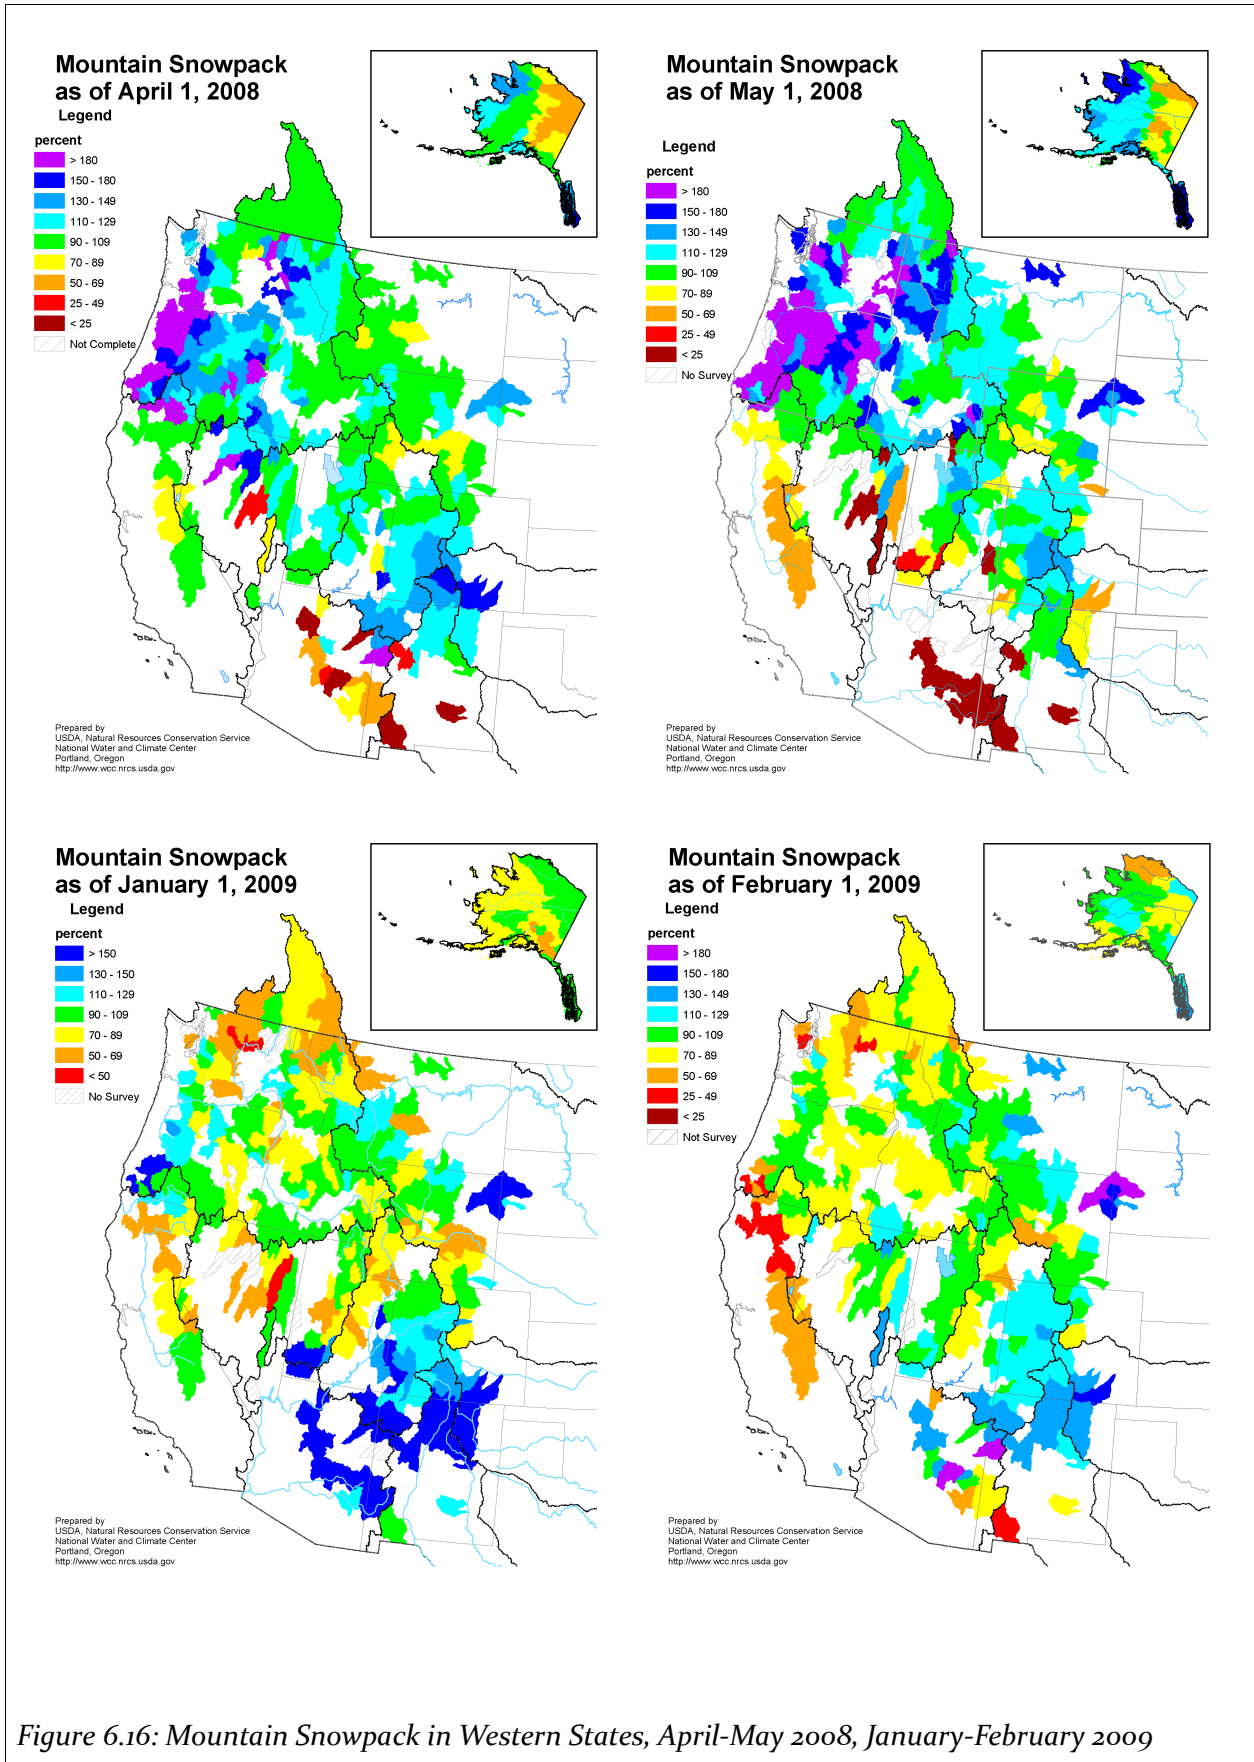 Mountain Snowpack
as of April 1, 2008
Legend
percent
> 180
150 - 180
130 - 149
110 - 129
90 - 109
70 - 89
50 - 69
25 - 49
< 25
Not Complete
Prepared by
USDA, Natural Resources Conservation Service
National Water and Climate Center
Portland, Oregon
http://www.wcc.nrcs.usda.gov
Mountain Snowpack
as of May 1, 2008
Legend
percent
> 180
150 - 180
130 - 149
110 - 129
90- 109
70- 89
50 - 69
25 - 49
< 25
No Survey
Prepared by
USDA, Natural Resources Conservation Service
National Water and Climate Center
Portland, Oregon
http://www.wcc.nrcs.usda.gov
Mountain Snowpack
as of January 1, 2009
Legend
percent
> 150
130 - 150
110 - 129
90 - 109
70 - 89
50 - 69
< 50
No Survey
Prepared by
USDA, Natural Resources Conservation Service
National Water and Climate Center
Portland, Oregon
http://www.wcc.nrcs.usda.gov
Mountain Snowpack
as of February 1, 2009
Legend
percent
> 180
150 - 180
130 - 149
110 - 129
90 - 109
70 - 89
50 - 69
25 - 49
< 25
Not Survey
Prepared by
USDA, Natural Resources Conservation Service
National Water and Climate Center
Portland, Oregon
http://www.wcc.nrcs.usda.gov
Figure 6.16: Mountain Snowpack in Western States, April-May 2008, January-February 2009